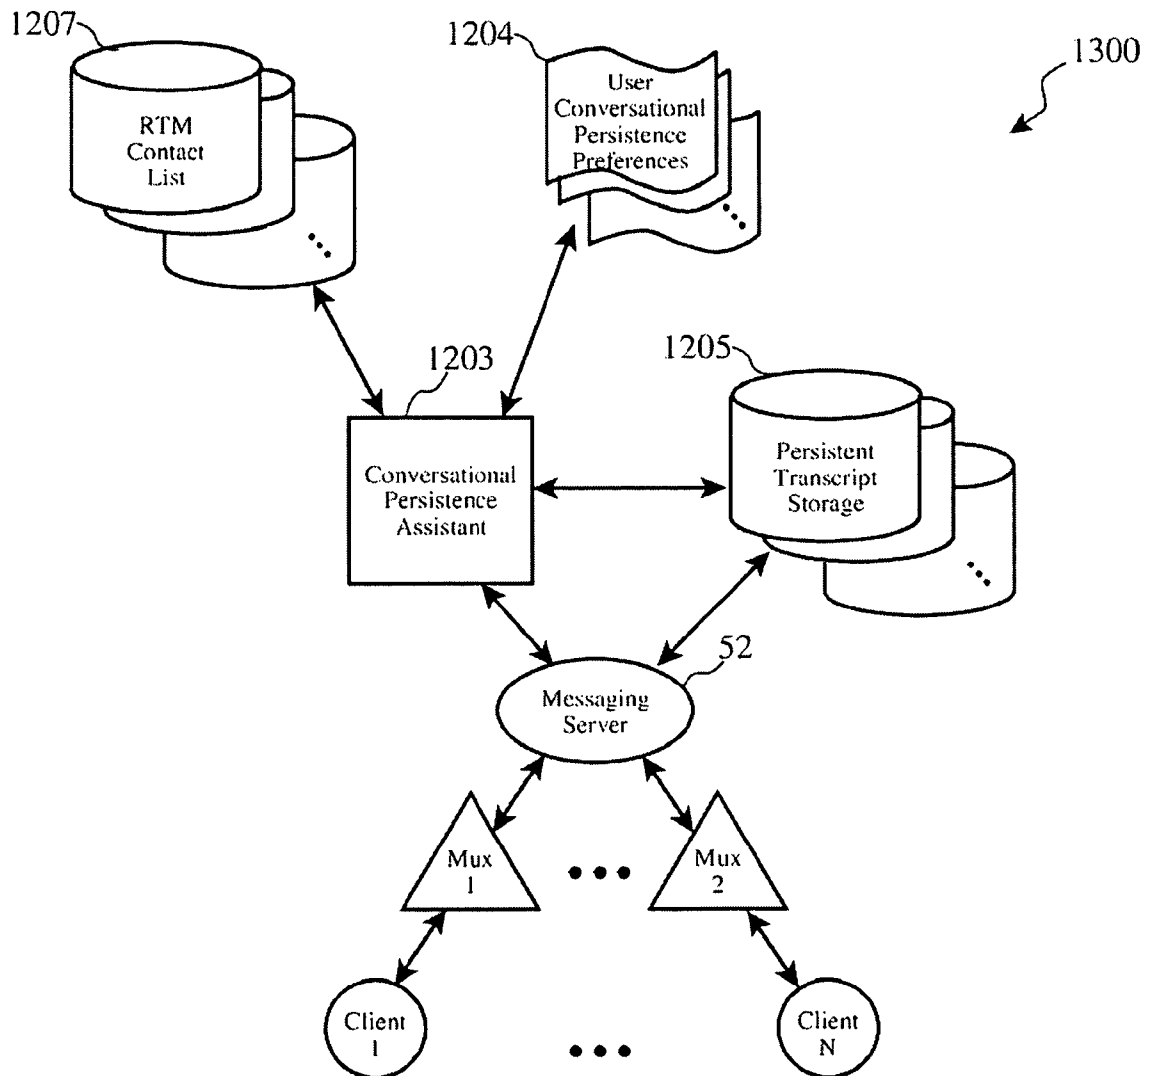 1207
1204
1300
RTM
Contact
List
User
Conversational
Persistence
Preferences
1203
1205
Conversational
Persistence
Assistant
Persistent
Transcript
Storage
52
Messaging
Server
Mux
1
Mux
2
Client
1
Client
N